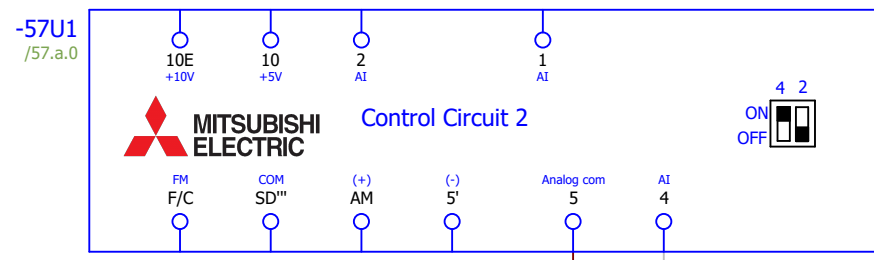 -57U1
/57.a.0
10E 10 2 1
+10V +5V AI AI
4 2
MITSUBISHI
ELECTRIC
Control Circuit 2
ON
OFF
FM COM (+) (-) Analog com AI
F/C SD''' AM 5' 5 4